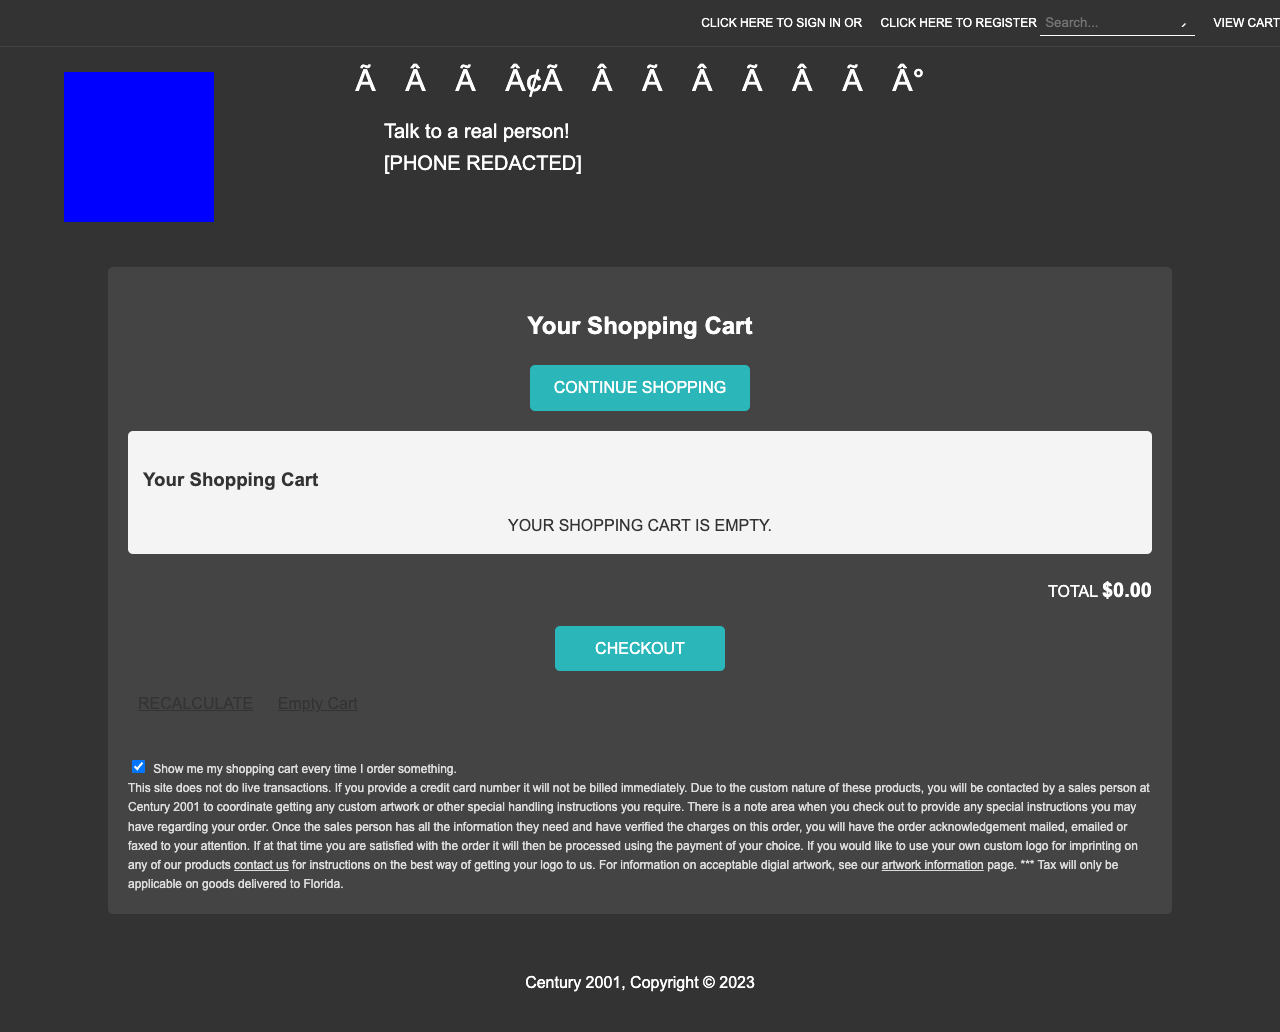 CLICK HERE TO SIGN IN OR CLICK HERE TO REGISTER Search... VIEW CART
Ã Â Ã Â¢Ã Â Ã Â Ã Â Ã Â°
Talk to a real person!
[PHONE REDACTED]
Your Shopping Cart
CONTINUE SHOPPING
Your Shopping Cart
YOUR SHOPPING CART IS EMPTY.
TOTAL $0.00
CHECKOUT
RECALCULATE Empty Cart
Show me my shopping cart every time I order something.
This site does not do live transactions. If you provide a credit card number it will not be billed immediately. Due to the custom nature of these products, you will be contacted by a sales person at
Century 2001 to coordinate getting any custom artwork or other special handling instructions you require. There is a note area when you check out to provide any special instructions you may
have regarding your order. Once the sales person has all the information they need and have verified the charges on this order, you will have the order acknowledgement mailed, emailed or
faxed to your attention. If at that time you are satisfied with the order it will then be processed using the payment of your choice. If you would like to use your own custom logo for imprinting on
any of our products contact us for instructions on the best way of getting your logo to us. For information on acceptable digial artwork, see our artwork information page. *** Tax will only be
applicable on goods delivered to Florida.
Century 2001, Copyright © 2023